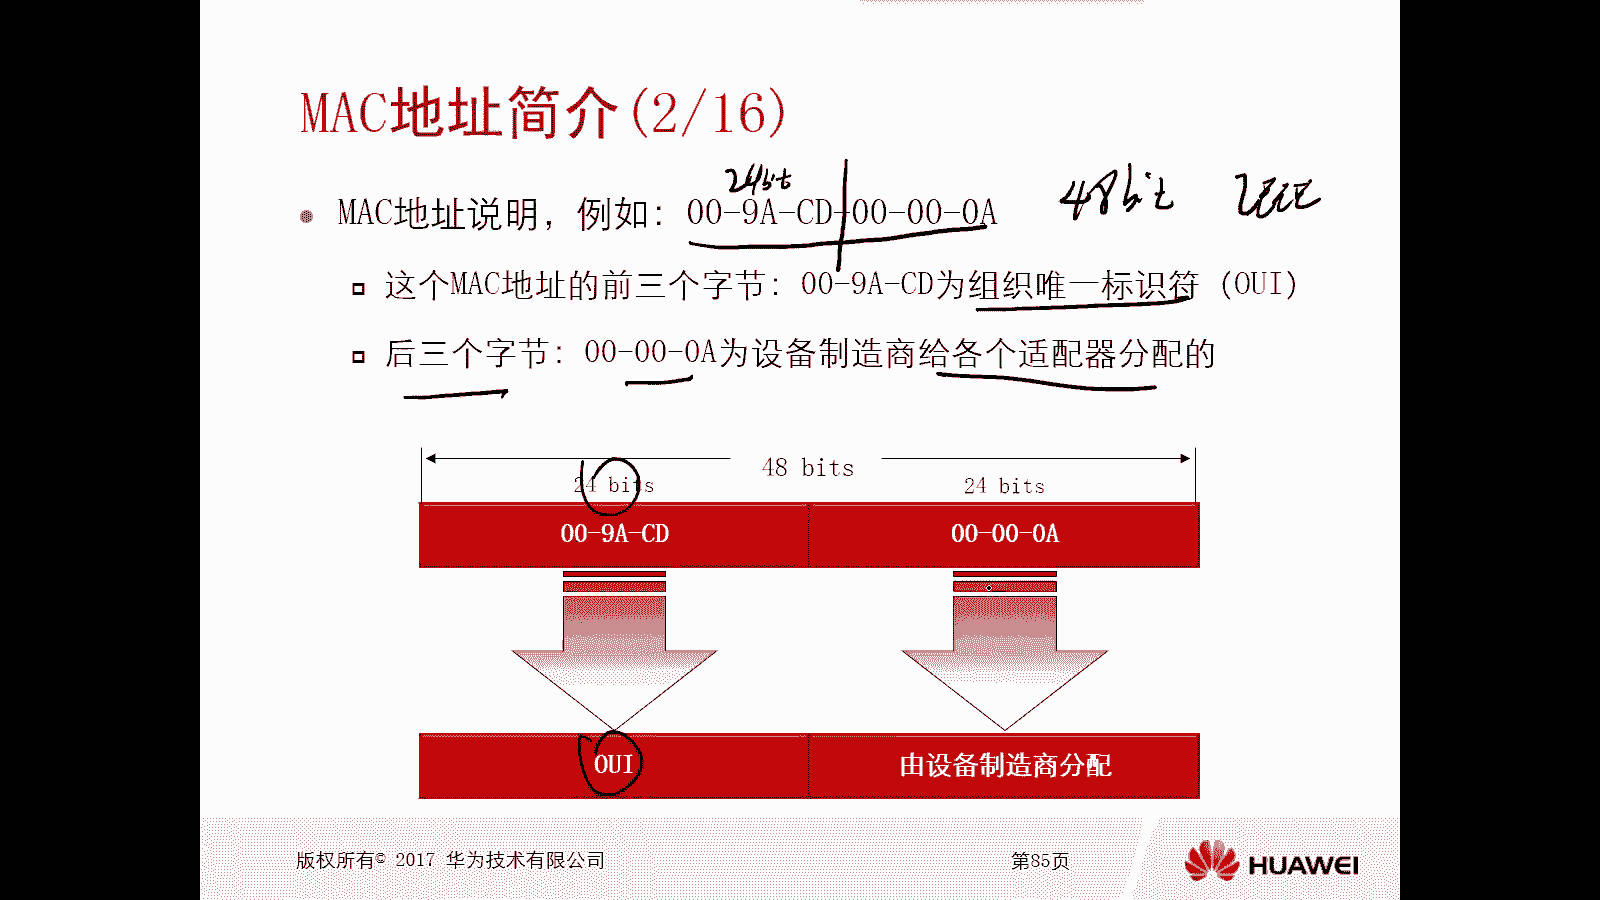 MAC地址简介(2/16)
24bit
48bit
MAC地址说明，例如：00-9A-CD-00-00-0A
这个MAC地址的前三个字节：00-9A-CD为组织唯一标识符（OUI）
后三个字节：00-00-0A为设备制造商给各个适配器分配的
48 bits
24 bits
24 bits
00-9A-CD
00-00-0A
OUI
由设备制造商分配
版权所有© 2017 华为技术有限公司
第85页
HUAWEI